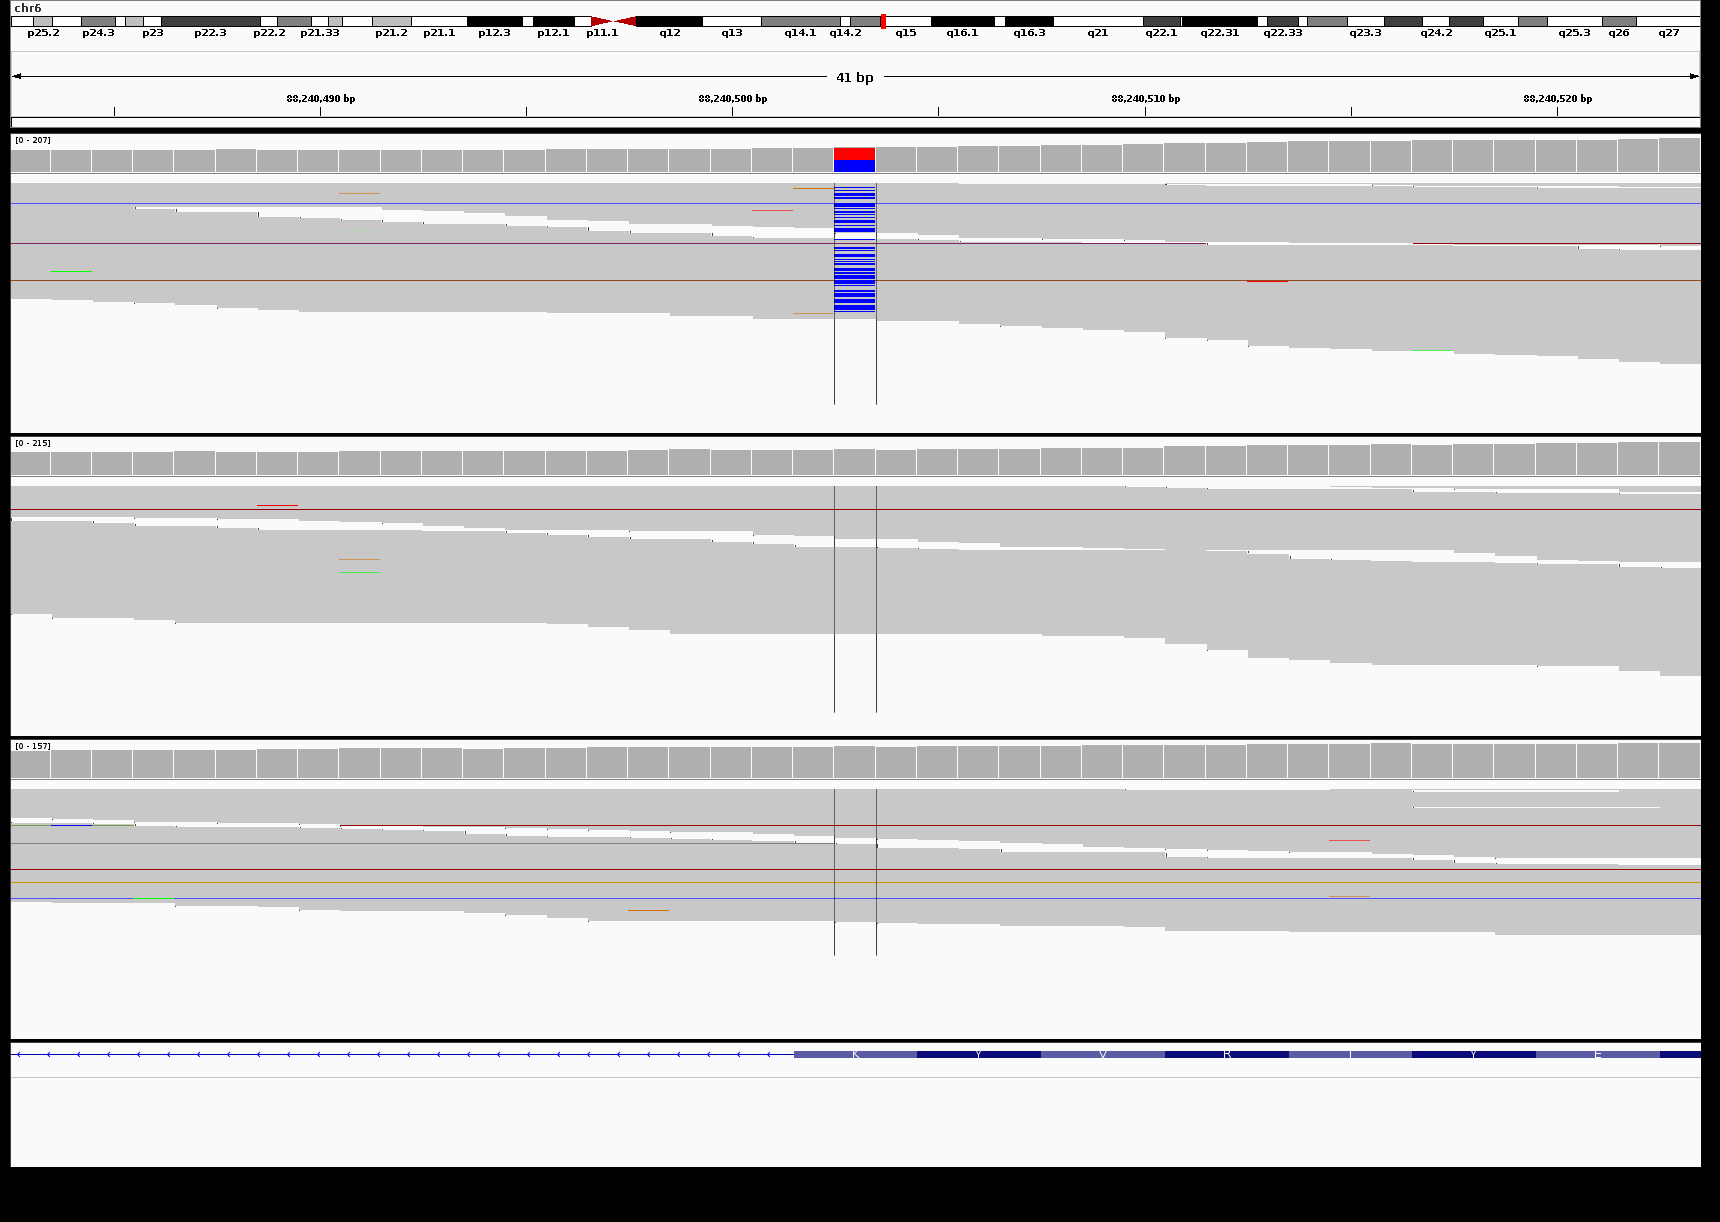 chr6
p25.2 p24.3 p23 p22.3 p22.2 p21.33 p21.2 p21.1 p12.3 p12.1 p11.1 q12 q13 q14.1 q14.2 q15 q16.1 q16.3 q21 q22.1 q22.31 q22.33 q23.3 q24.2 q25.1 q25.3 q26 q27
41 bp
88,240,490 bp 88,240,500 bp 88,240,510 bp 88,240,520 bp
[0 - 207]
[0 - 215]
[0 - 157]
K Y V R I Y E